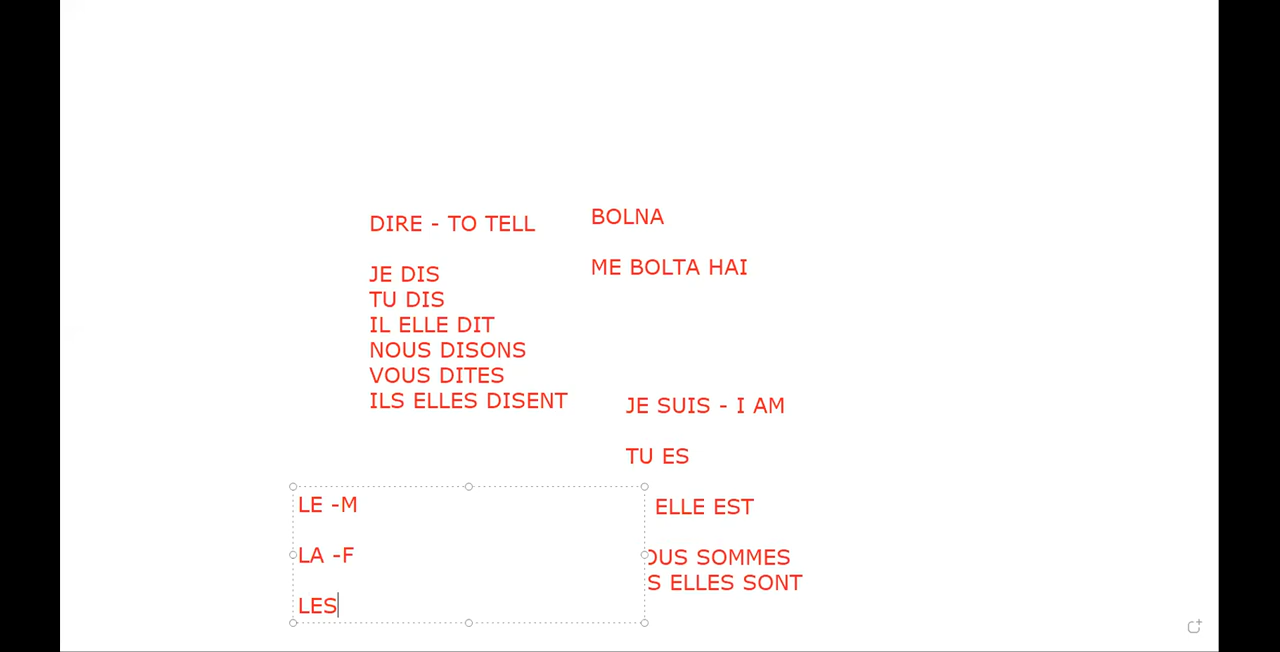 DIRE - TO TELL
JE DIS
TU DIS
IL ELLE DIT
NOUS DISONS
VOUS DITES
ILS ELLES DISENT
BOLNA
ME BOLTA HAI
JE SUIS - I AM
TU ES
ELLE EST
SOMMES
ELLES SONT
LE -M
LA -F
LES